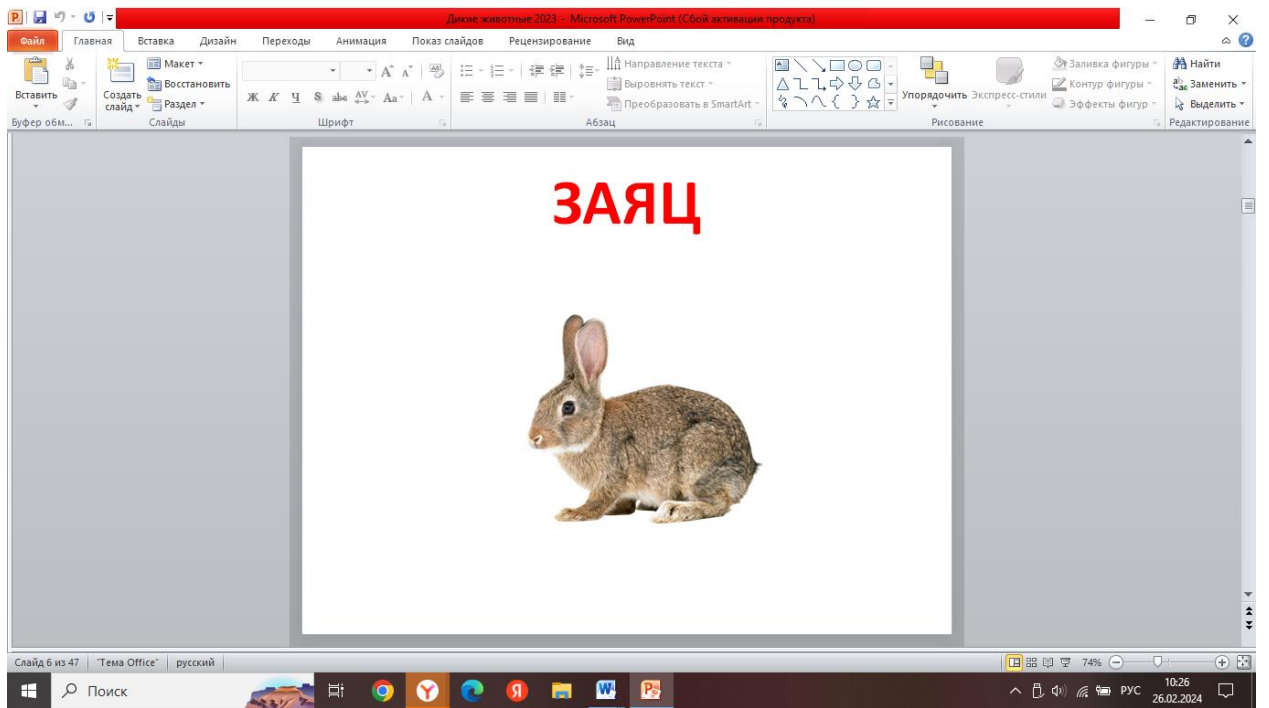 Дикие животные 2023 - Microsoft PowerPoint (Сбой активации продукта)
Файл Главная Вставка Дизайн Переходы Анимация Показ слайдов Рецензирование Вид
Вставить
Буфер обм...
Создать слайд
Макет
Восстановить
Раздел
Слайды
Ж К Ч S abc AV Aa A
Шрифт
Направление текста
Выровнять текст
Преобразовать в SmartArt
Абзац
Упорядочить
Экспресс-стили
Заливка фигуры
Контур фигуры
Эффекты фигур
Рисование
Найти
Заменить
Выделить
Редактирование
ЗАЯЦ
Слайд 6 из 47 "Тема Office" русский 74%
Поиск РУС 10:26
26.02.2024